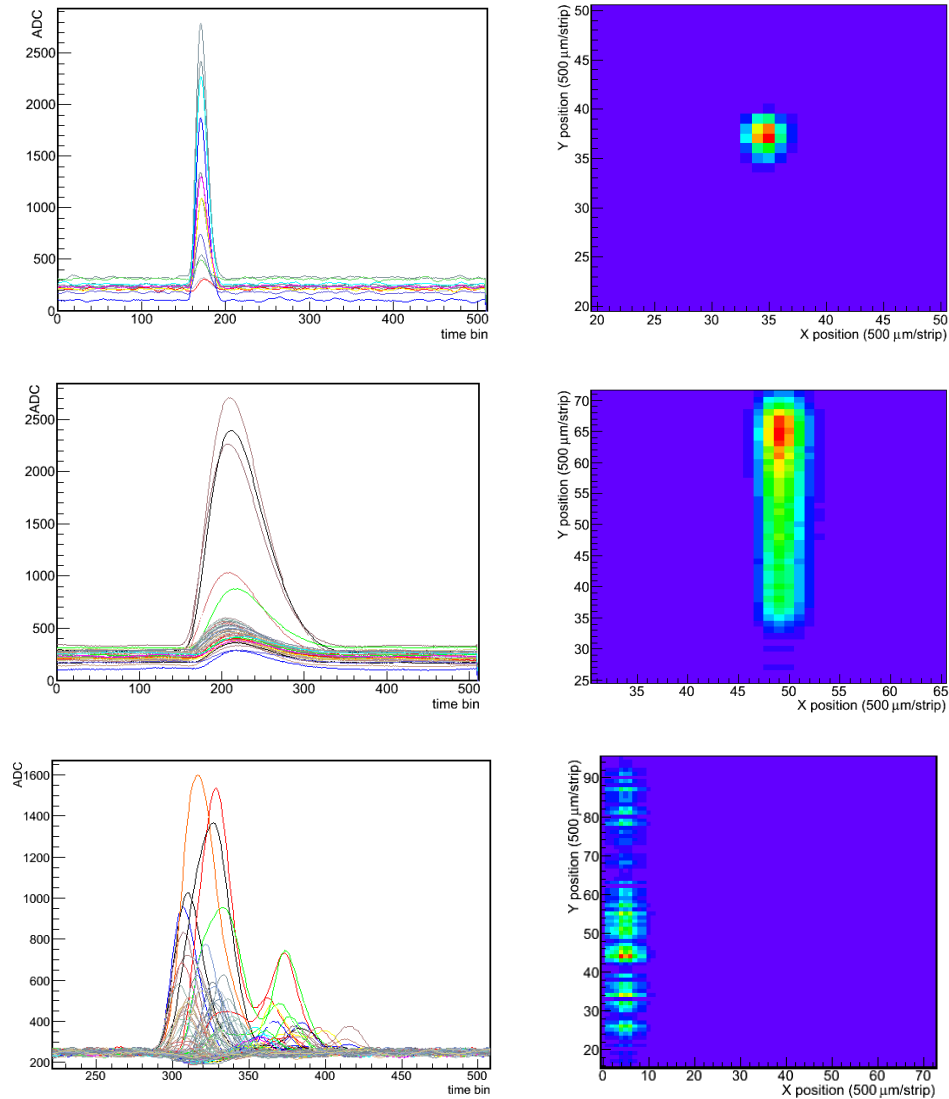 ADC
2500
2000
1500
1000
500
0
0 100 200 300 400 500
time bin
Y position (500 μm/strip)
50
45
40
35
30
25
20
20 25 30 35 40 45 50
X position (500 μm/strip)
ADC
2500
2000
1500
1000
500
0
0 100 200 300 400 500
time bin
Y position (500 μm/strip)
70
65
60
55
50
45
40
35
30
25
35 40 45 50 55 60 65
X position (500 μm/strip)
ADC
1600
1400
1200
1000
800
600
400
200
250 300 350 400 450 500
time bin
Y position (500 μm/strip)
90
80
70
60
50
40
30
20
0 10 20 30 40 50 60 70
X position (500 μm/strip)